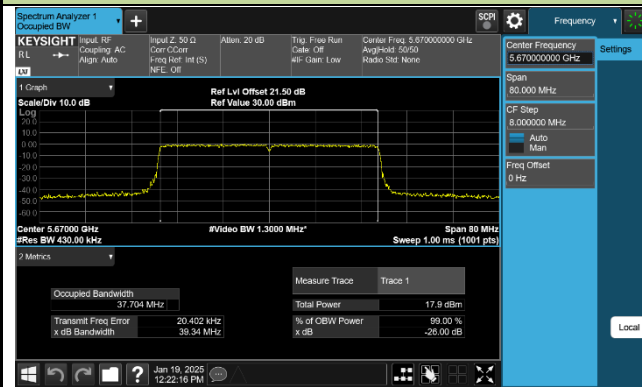 Spectrum Analyzer 1
Occupied BW
SCPI
Frequency
KEYSIGHT
RL
Input: RF
Coupling: AC
Align: Auto
Input Z: 50 Ω
Corr CCorr
Freq Ref: Int (S)
NFE: Off
Atten: 20 dB
Trig: Free Run
Gate: Off
#IF Gain: Low
Center Freq: 5.670000000 GHz
Avg|Hold: 50/50
Radio Std: None
LXI
1 Graph
Scale/Div 10.0 dB
Ref Lvl Offset 21.50 dB
Ref Value 30.00 dBm
Log
20.0
10.0
0.00
-10.0
-20.0
-30.0
-40.0
-50.0
-60.0
Center 5.67000 GHz
#Video BW 1.3000 MHz*
Span 80 MHz
#Res BW 430.00 kHz
Sweep 1.00 ms (1001 pts)
2 Metrics
Measure Trace
Trace 1
Occupied Bandwidth
37.704 MHz
Total Power
17.9 dBm
Transmit Freq Error
20.402 kHz
% of OBW Power
99.00 %
x dB Bandwidth
39.34 MHz
x dB
-26.00 dB
Center Frequency
5.670000000 GHz
Settings
Span
80.000 MHz
CF Step
8.000000 MHz
Auto
Man
Freq Offset
0 Hz
Local
?
Jan 19, 2025
12:22:16 PM